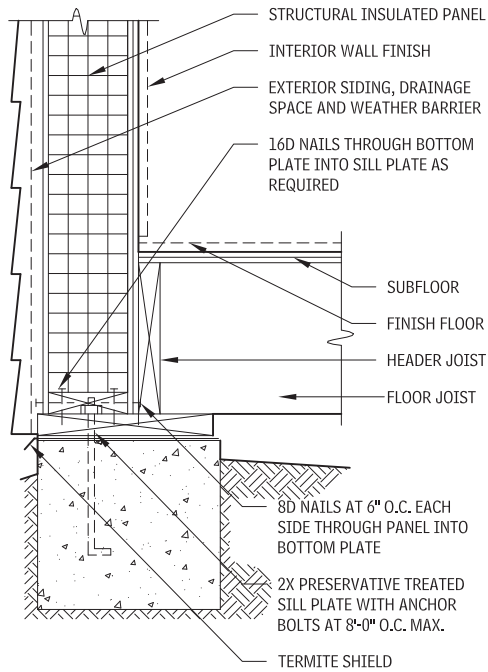 STRUCTURAL INSULATED PANEL
INTERIOR WALL FINISH
EXTERIOR SIDING, DRAINAGE
SPACE AND WEATHER BARRIER
16D NAILS THROUGH BOTTOM
PLATE INTO SILL PLATE AS
REQUIRED
SUBFLOOR
FINISH FLOOR
HEADER JOIST
FLOOR JOIST
8D NAILS AT 6" O.C. EACH
SIDE THROUGH PANEL INTO
BOTTOM PLATE
2X PRESERVATIVE TREATED
SILL PLATE WITH ANCHOR
BOLTS AT 8'-0" O.C. MAX.
TERMITE SHIELD